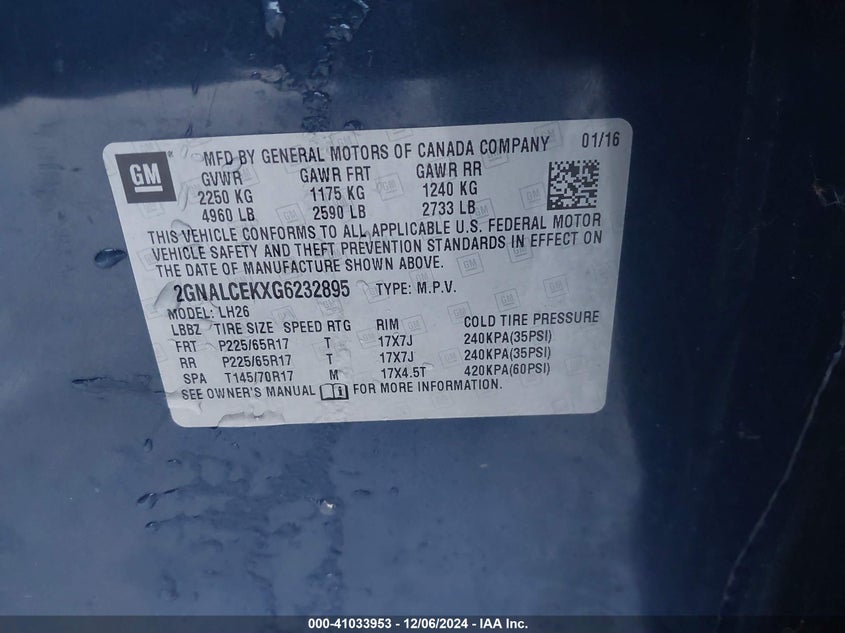 GM
MFD BY GENERAL MOTORS OF CANADA COMPANY 01/16
GVWR GAWR FRT GAWR RR
2250 KG 1175 KG 1240 KG
4960 LB 2590 LB 2733 LB
THIS VEHICLE CONFORMS TO ALL APPLICABLE U.S. FEDERAL MOTOR
VEHICLE SAFETY AND THEFT PREVENTION STANDARDS IN EFFECT ON
THE DATE OF MANUFACTURE SHOWN ABOVE.
2GNALCEKXG6232895 TYPE: M.P.V.
MODEL: LH26
LBBZ TIRE SIZE SPEED RTG RIM COLD TIRE PRESSURE
FRT P225/65R17 T 17X7J 240KPA(35PSI)
RR P225/65R17 T 17X7J 240KPA(35PSI)
SPA T145/70R17 M 17X4.5T 420KPA(60PSI)
SEE OWNER'S MANUAL FOR MORE INFORMATION.
000-41033953 - 12/06/2024 - IAA Inc.